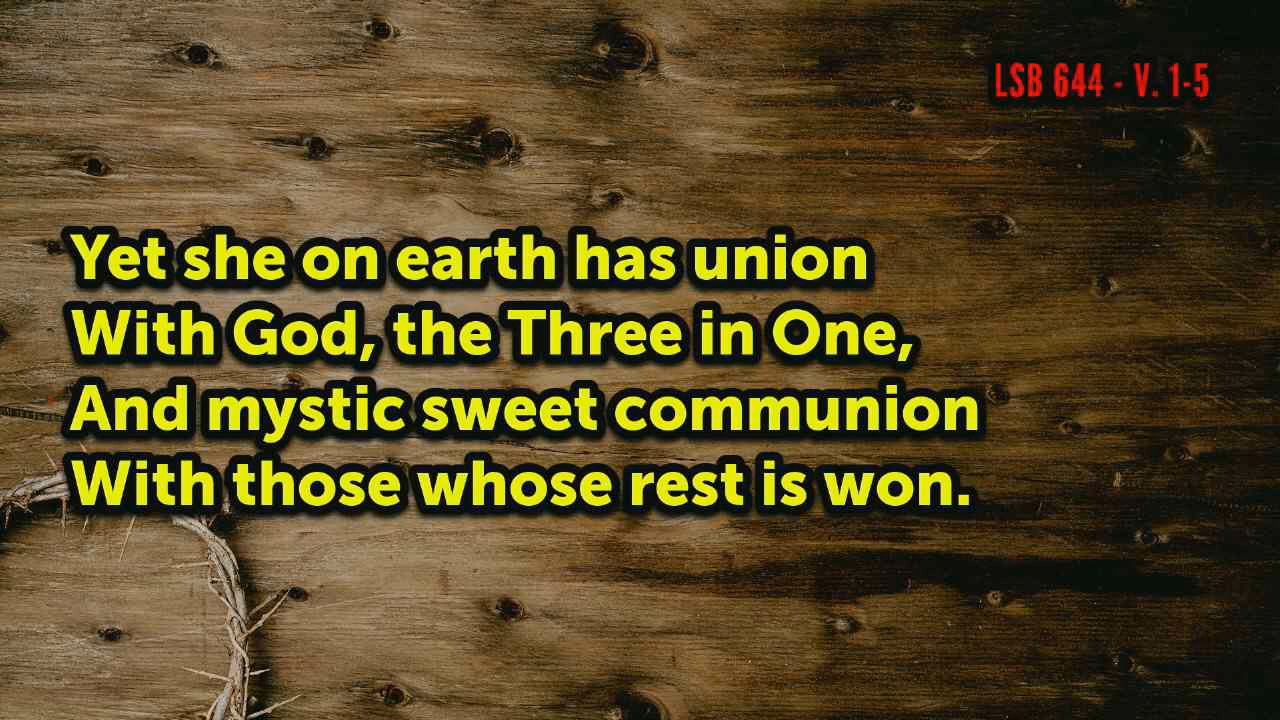 LSB 644 - V. 1-5
Yet she on earth has union
With God, the Three in One,
And mystic sweet communion
With those whose rest is won.